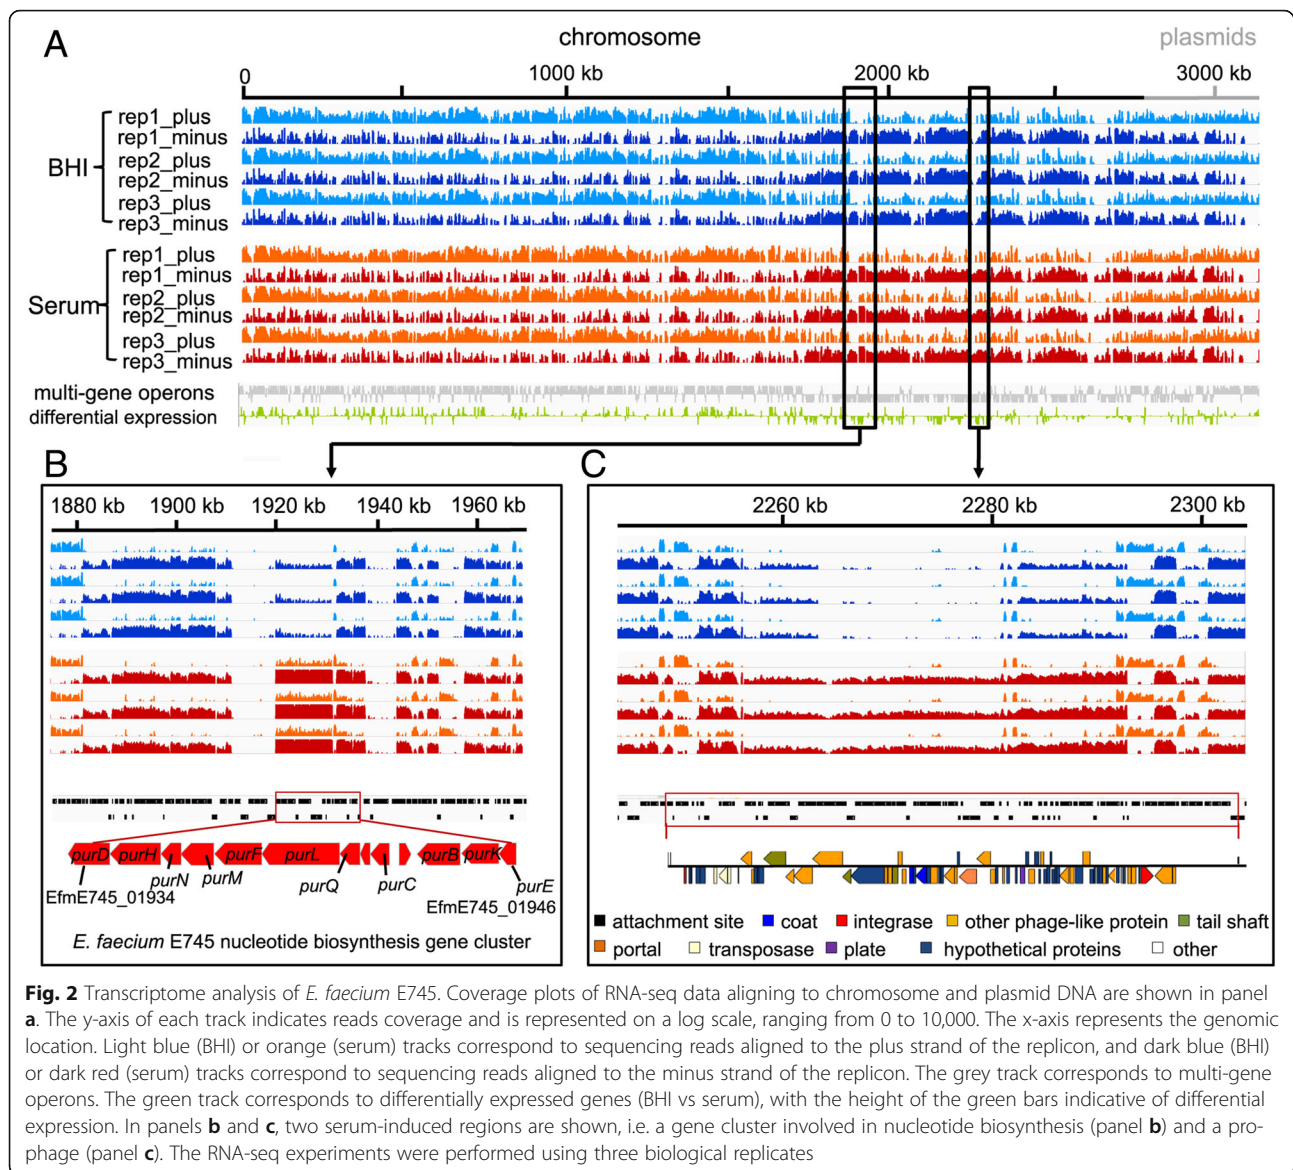 A
chromosome
plasmids
0
1000 kb
2000 kb
3000 kb
BHI
rep1_plus
rep1_minus
rep2_plus
rep2_minus
rep3_plus
rep3_minus
Serum
rep1_plus
rep1_minus
rep2_plus
rep2_minus
rep3_plus
rep3_minus
multi-gene operons
differential expression
B
1880 kb 1900 kb 1920 kb 1940 kb 1960 kb
purD purH purF purL purB purK
purN purM purQ purC purE
EfmE745_01934
EfmE745_01946
E. faecium E745 nucleotide biosynthesis gene cluster
C
2260 kb 2280 kb 2300 kb
attachment site coat integrase other phage-like protein tail shaft
portal transposase plate hypothetical proteins other
Fig. 2 Transcriptome analysis of E. faecium E745. Coverage plots of RNA-seq data aligning to chromosome and plasmid DNA are shown in panel
a. The y-axis of each track indicates reads coverage and is represented on a log scale, ranging from 0 to 10,000. The x-axis represents the genomic
location. Light blue (BHI) or orange (serum) tracks correspond to sequencing reads aligned to the plus strand of the replicon, and dark blue (BHI)
or dark red (serum) tracks correspond to sequencing reads aligned to the minus strand of the replicon. The grey track corresponds to multi-gene
operons. The green track corresponds to differentially expressed genes (BHI vs serum), with the height of the green bars indicative of differential
expression. In panels b and c, two serum-induced regions are shown, i.e. a gene cluster involved in nucleotide biosynthesis (panel b) and a pro-
phage (panel c). The RNA-seq experiments were performed using three biological replicates